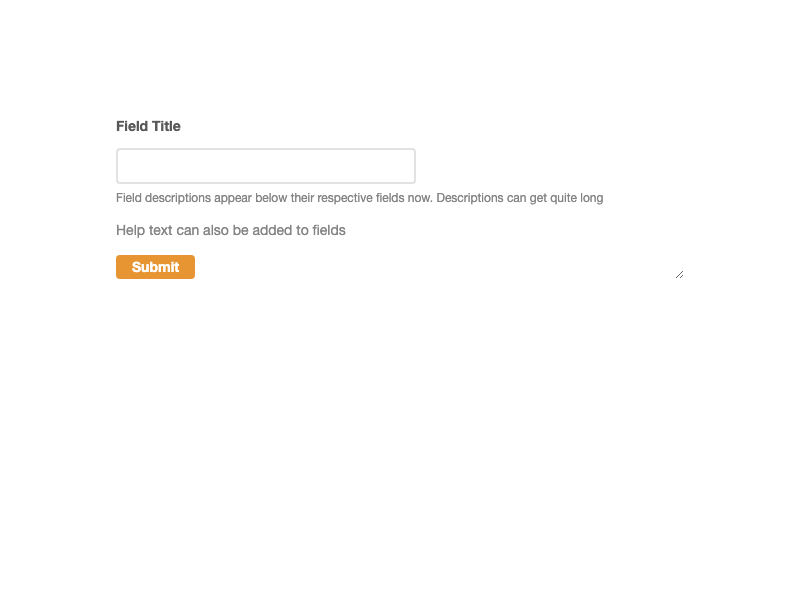 Field Title
Field descriptions appear below their respective fields now. Descriptions can get quite long
Help text can also be added to fields
Submit